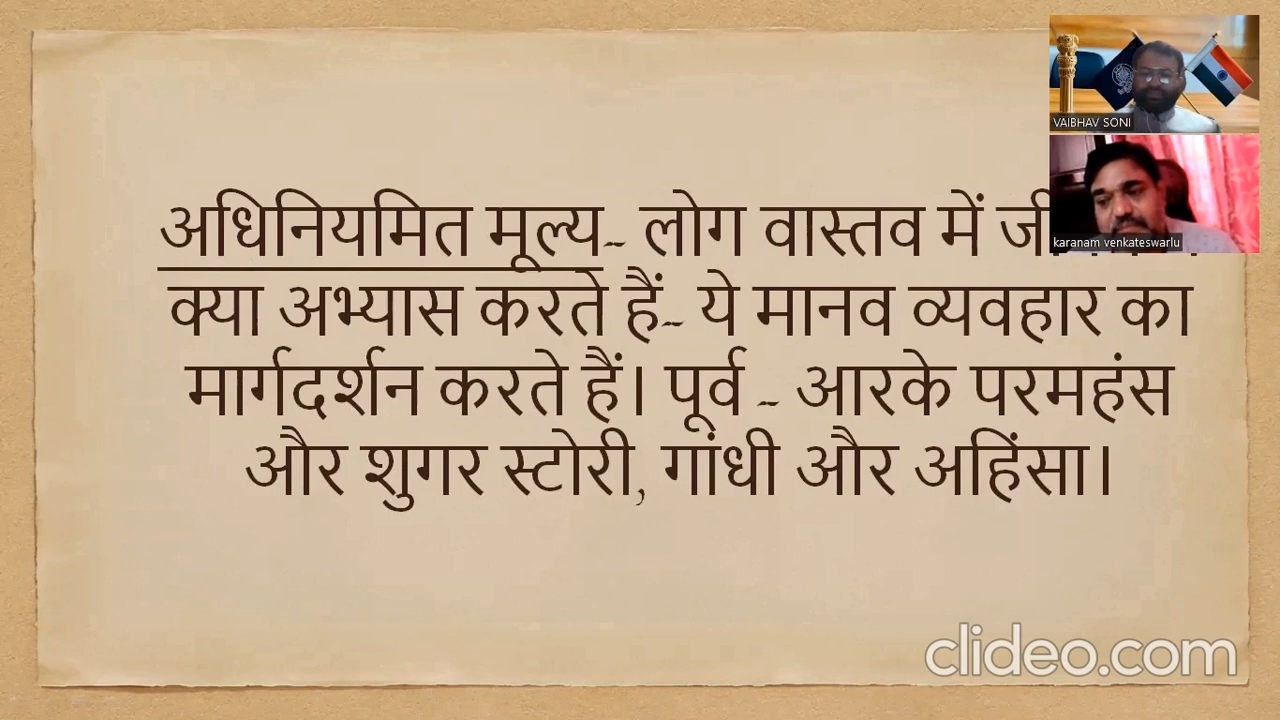 VAIBHAV SONI
karanam venkateswarlu
अधिनियमित मूल्य- लोग वास्तव में
क्या अभ्यास करते हैं- ये मानव व्यवहार का
मार्गदर्शन करते हैं। पूर्व - आरके परमहंस
और शुगर स्टोरी, गांधी और अहिंसा।
clideo.com